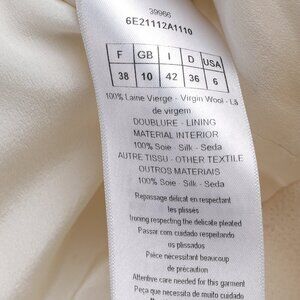 39966
6E21112A1110
F GB I D USA
38 10 42 36 6
100% Laine Vierge - Virgin Wool - Lã
de virgem
DOUBLURE - LINING
MATERIAL INTERIOR
100% Soie - Silk - Seda
AUTRE TISSU - OTHER TEXTILE
OUTROS MATERIAIS
100% Soie - Silk - Seda
Repassage délicat en respectant
les plissés
Ironing respecting the delicate pleated
Passar com cuidado respeitando
os plissados
Pièce nécessitant beaucoup
de précaution
Attentive care needed for this garment
Peça que necessita de muito cuidado